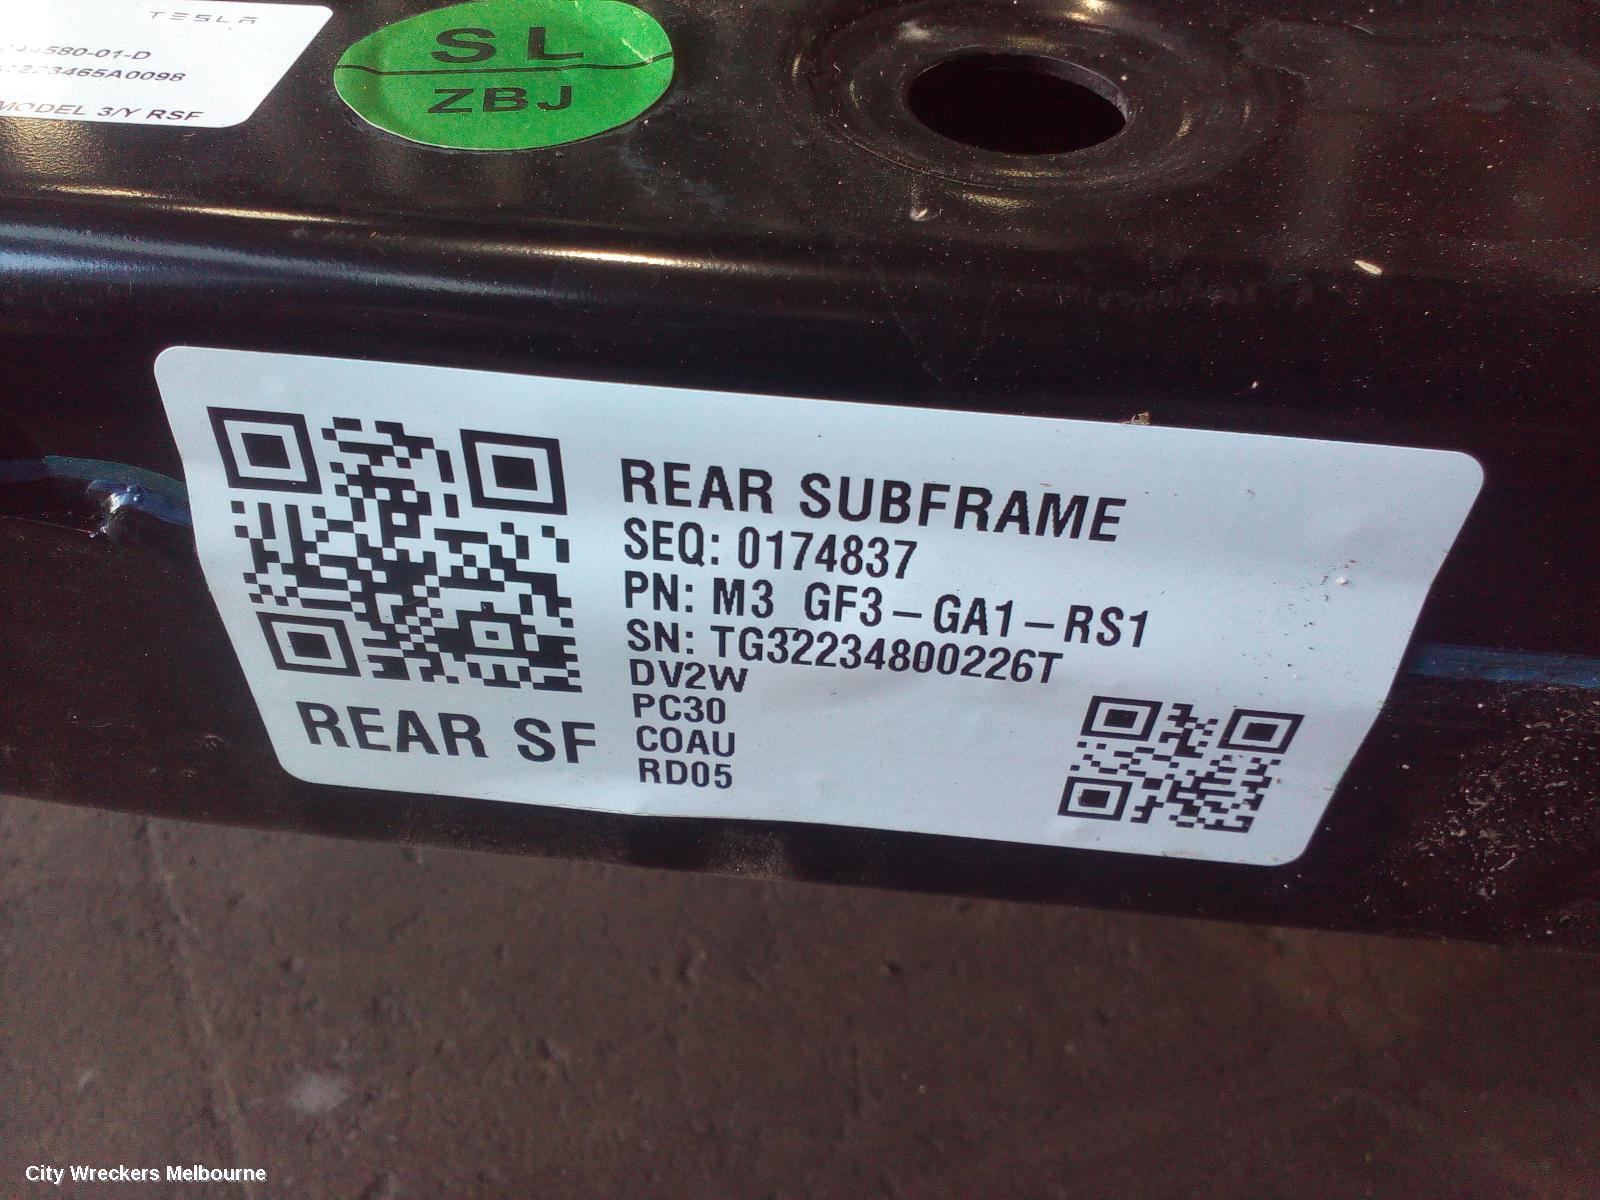 TESLA
580-01-D
223465A0098
MODEL 3/Y RSF
SL
ZBJ
REAR SUBFRAME
SEQ: 0174837
PN: M3 GF3-GA1-RS1
SN: TG32234800226T
DV2W
PC30
COAU
RD05
REAR SF
City Wreckers Melbourne